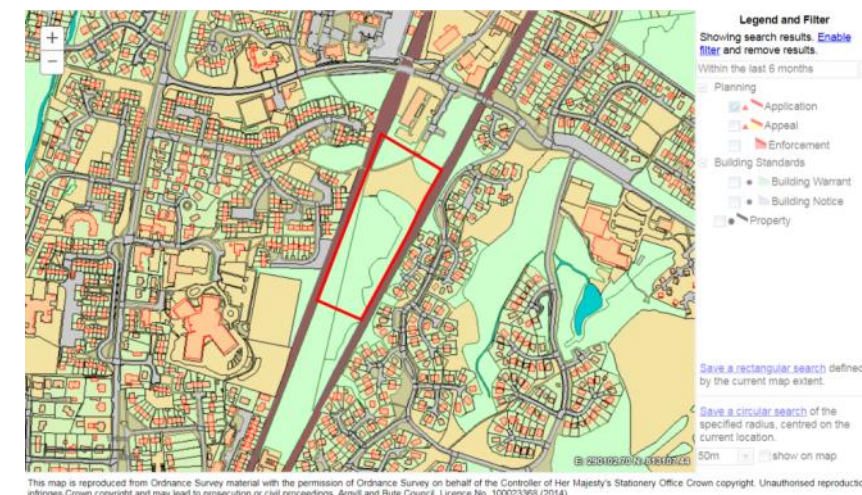 +
−
Legend and Filter
Showing search results. Enable
filter and remove results.
Within the last 6 months
Planning
Application
Appeal
Enforcement
Building Standards
Building Warrant
Building Notice
Property
Save a rectangular search defined
by the current map extent.
Save a circular search of the
specified radius, centred on the
current location.
50m
show on map
This map is reproduced from Ordnance Survey material with the permission of Ordnance Survey on behalf of the Controller of Her Majesty's Stationery Office Crown copyright. Unauthorised reproductio
infringes Crown copyright and may lead to prosecution or civil proceedings. Argyll and Bute Council, Licence No. 100023368 (2014)